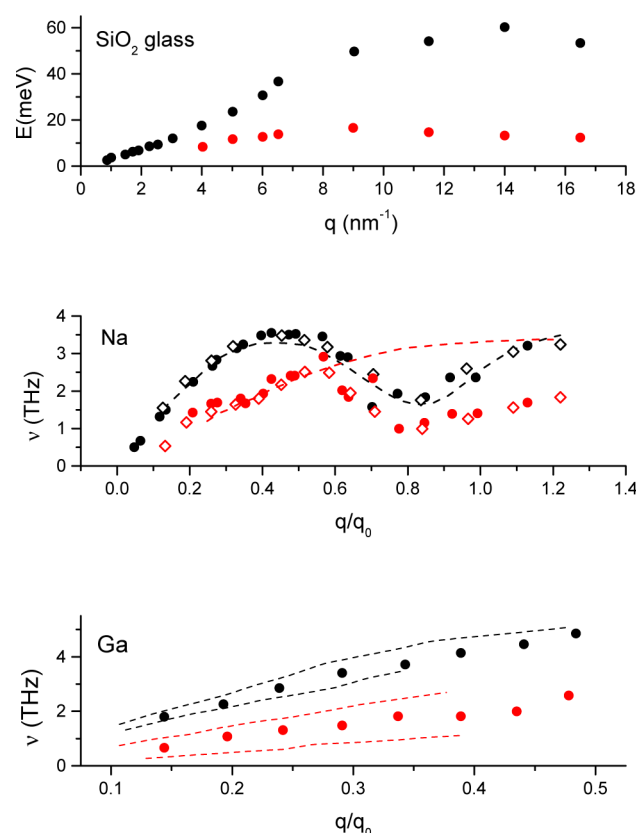 SiO₂ glass
E(meV)
60
40
20
0
0 2 4 6 8 10 12 14 16 18
q (nm⁻¹)
Na
ν (THz)
4
3
2
1
0
0.0 0.2 0.4 0.6 0.8 1.0 1.2 1.4
q/q₀
Ga
ν (THz)
4
2
0
0.1 0.2 0.3 0.4 0.5
q/q₀